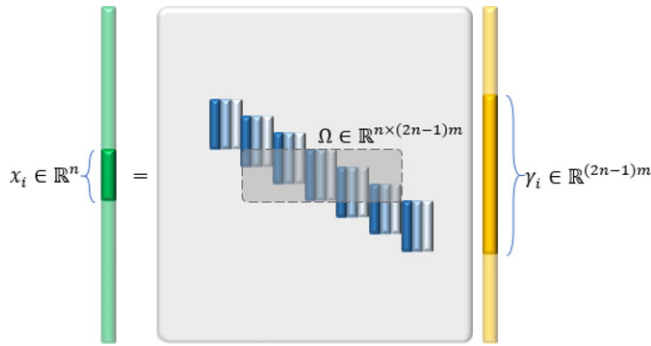 Ω ∈ ℝ^{n×(2n−1)m}
x_i ∈ ℝ^n
=
γ_i ∈ ℝ^{(2n−1)m}